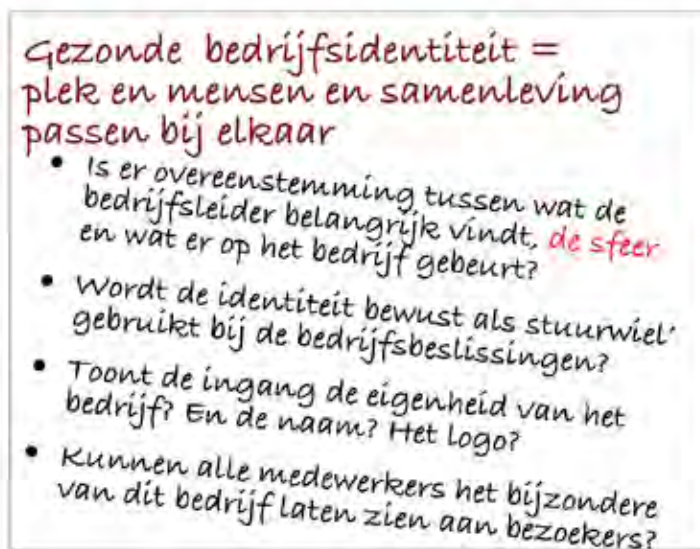 Gezonde bedrijfsidentiteit =
plek en mensen en samenleving
passen bij elkaar
• Is er overeenstemming tussen wat de
bedrijfsleider belangrijk vindt, de sfeer
en wat er op het bedrijf gebeurt?
• Wordt de identiteit bewust als stuurwiel'
gebruikt bij de bedrijfsbeslissingen?
• Toont de ingang de eigenheid van het
bedrijf? En de naam? Het logo?
• Kunnen alle medewerkers het bijzondere
van dit bedrijf laten zien aan bezoekers?